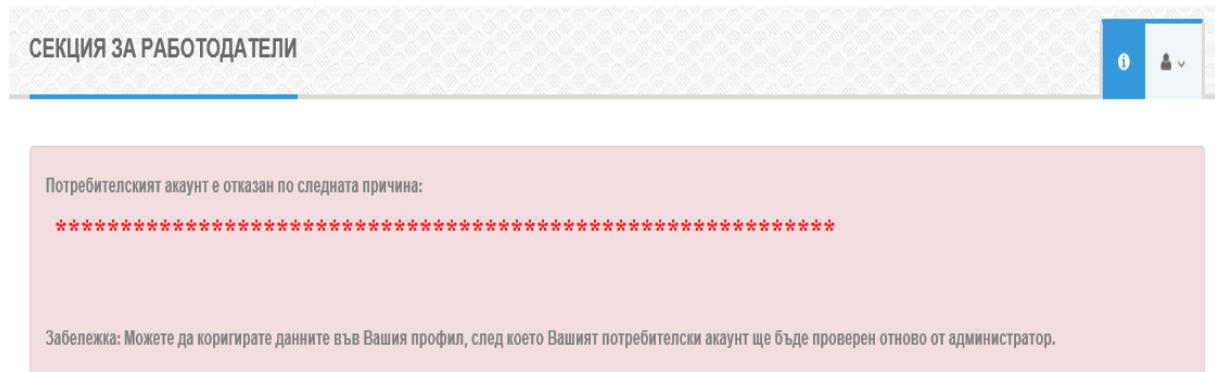 СЕКЦИЯ ЗА РАБОТОДАТЕЛИ
Потребителският акаунт е отказан по следната причина:
************************************************************
Забележка: Можете да коригирате данните във Вашия профил, след което Вашият потребителски акаунт ще бъде проверен отново от администратор.